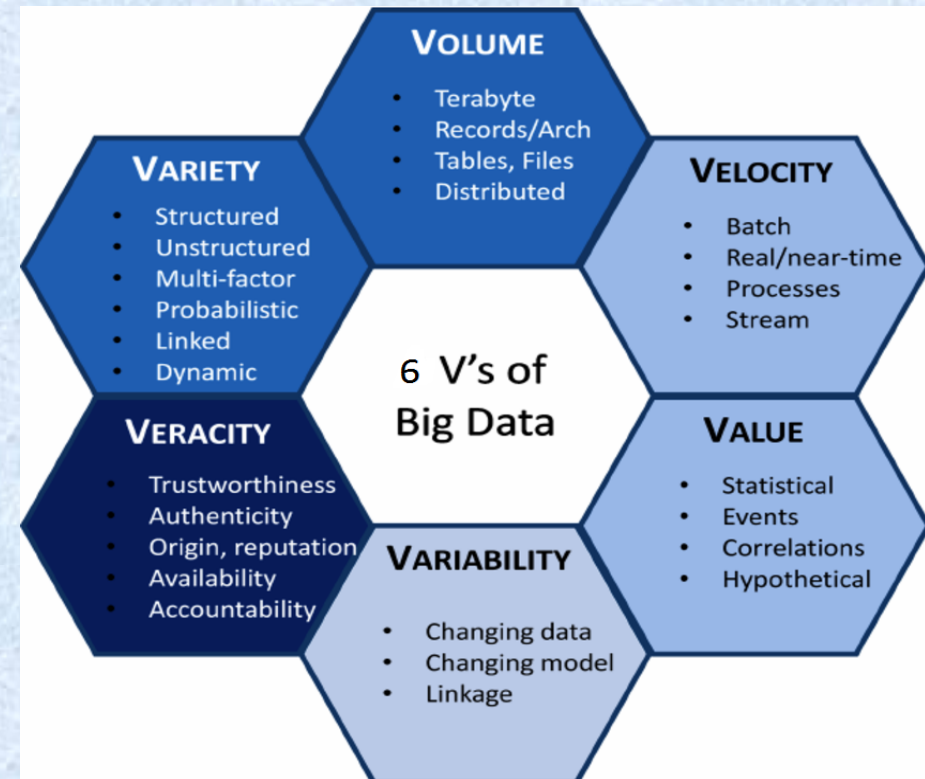 VOLUME
• Terabyte
• Records/Arch
• Tables, Files
• Distributed
VARIETY
• Structured
• Unstructured
• Multi-factor
• Probabilistic
• Linked
• Dynamic
VELOCITY
• Batch
• Real/near-time
• Processes
• Stream
6 V's of
Big Data
VERACITY
• Trustworthiness
• Authenticity
• Origin, reputation
• Availability
• Accountability
VALUE
• Statistical
• Events
• Correlations
• Hypothetical
VARIABILITY
• Changing data
• Changing model
• Linkage